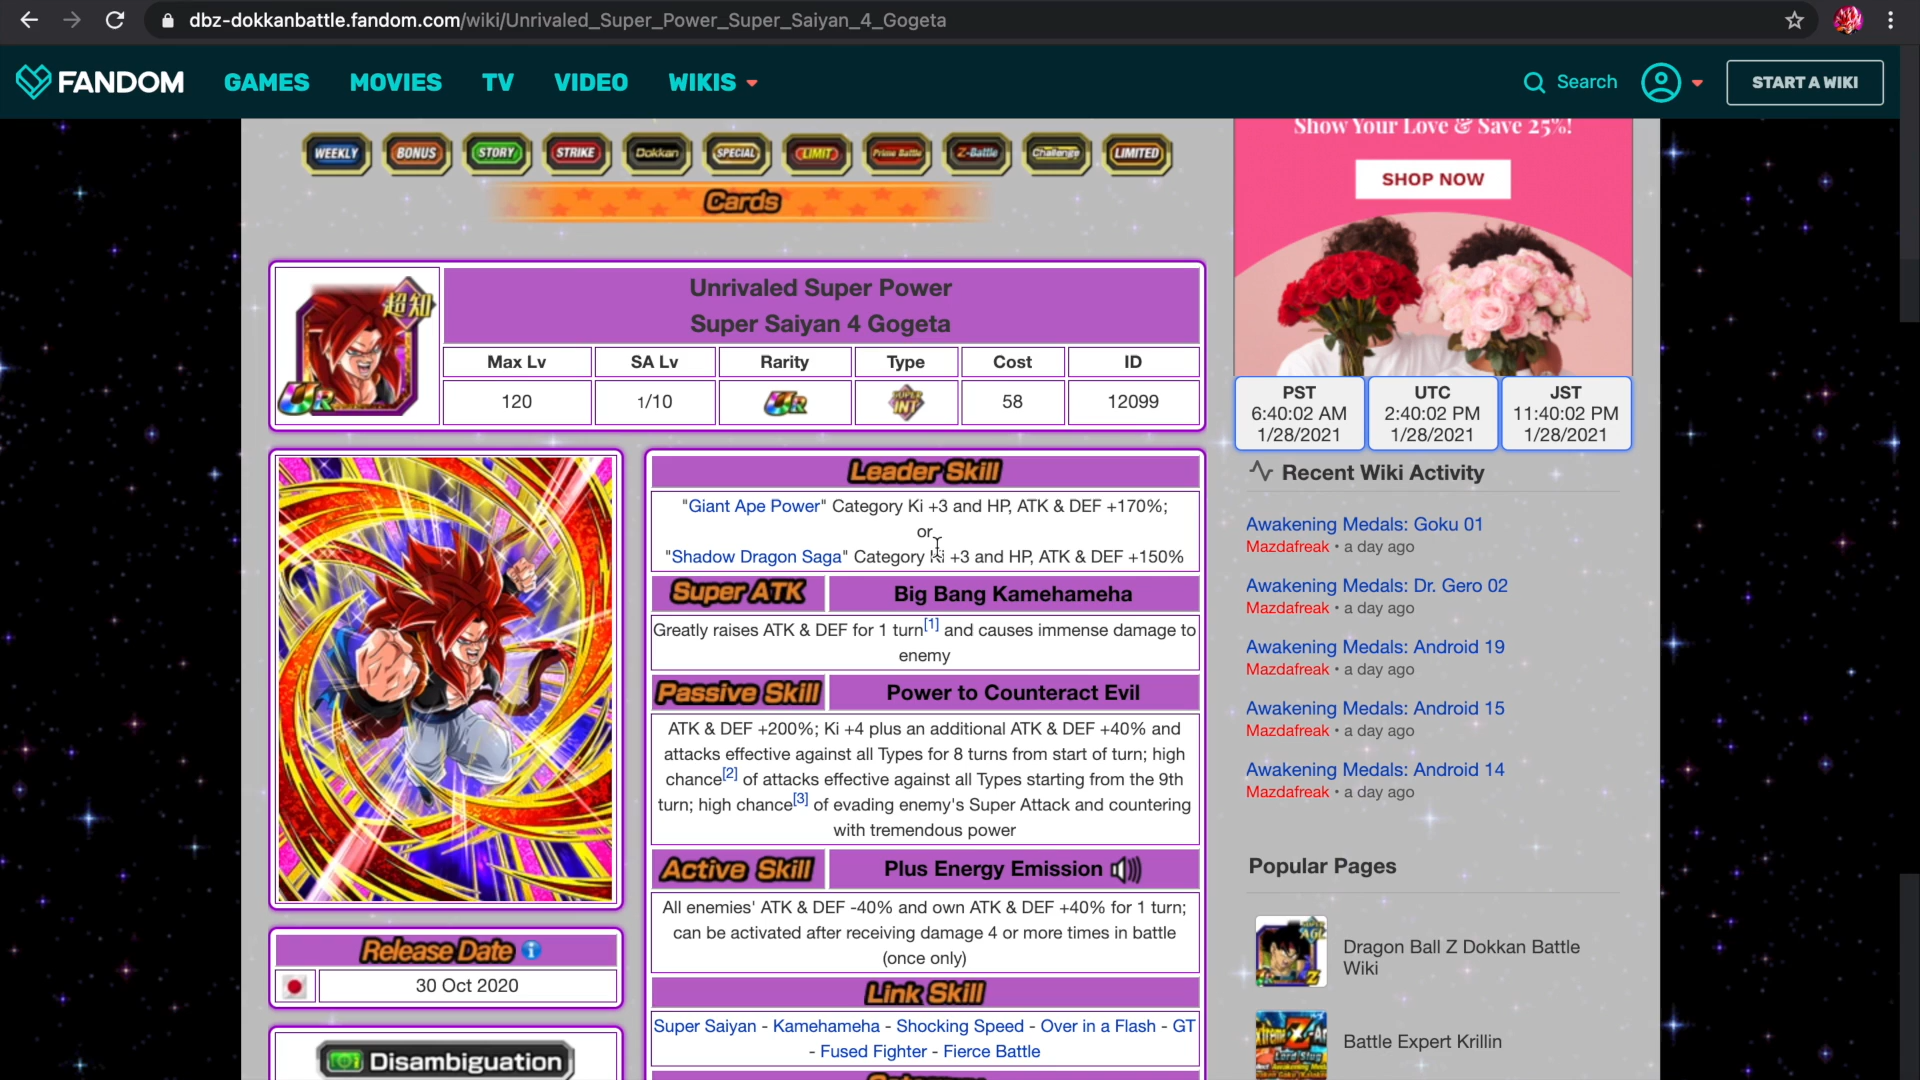 dbz-dokkanbattle.fandom.com/wiki/Unrivaled_Super_Power_Super_Saiyan_4_Gogeta
FANDOM
GAMES
MOVIES
TV
VIDEO
WIKIS
Search
START A WIKI
WEEKLY
BONUS
STORY
STRIKE
Dokkan
SPECIAL
LIMIT
Prime Battle
Z-Battle
Challenge
LIMITED
Cards
Show Your Love & Save 25%!
SHOP NOW
超知
UR
Unrivaled Super Power
Super Saiyan 4 Gogeta
Max Lv SA Lv Rarity Type Cost ID
120 1/10 UR SUPER INT 58 12099
PST
6:40:02 AM
1/28/2021
UTC
2:40:02 PM
1/28/2021
JST
11:40:02 PM
1/28/2021
Leader Skill
"Giant Ape Power" Category Ki +3 and HP, ATK & DEF +170%;
or
"Shadow Dragon Saga" Category Ki +3 and HP, ATK & DEF +150%
Super ATK
Big Bang Kamehameha
Greatly raises ATK & DEF for 1 turn[1] and causes immense damage to
enemy
Passive Skill
Power to Counteract Evil
ATK & DEF +200%; Ki +4 plus an additional ATK & DEF +40% and
attacks effective against all Types for 8 turns from start of turn; high
chance[2] of attacks effective against all Types starting from the 9th
turn; high chance[3] of evading enemy's Super Attack and countering
with tremendous power
Active Skill
Plus Energy Emission
All enemies' ATK & DEF -40% and own ATK & DEF +40% for 1 turn;
can be activated after receiving damage 4 or more times in battle
(once only)
Link Skill
Super Saiyan - Kamehameha - Shocking Speed - Over in a Flash - GT
- Fused Fighter - Fierce Battle
Release Date
30 Oct 2020
Disambiguation
Recent Wiki Activity
Awakening Medals: Goku 01
Mazdafreak • a day ago
Awakening Medals: Dr. Gero 02
Mazdafreak • a day ago
Awakening Medals: Android 19
Mazdafreak • a day ago
Awakening Medals: Android 15
Mazdafreak • a day ago
Awakening Medals: Android 14
Mazdafreak • a day ago
Popular Pages
Dragon Ball Z Dokkan Battle
Wiki
Battle Expert Krillin